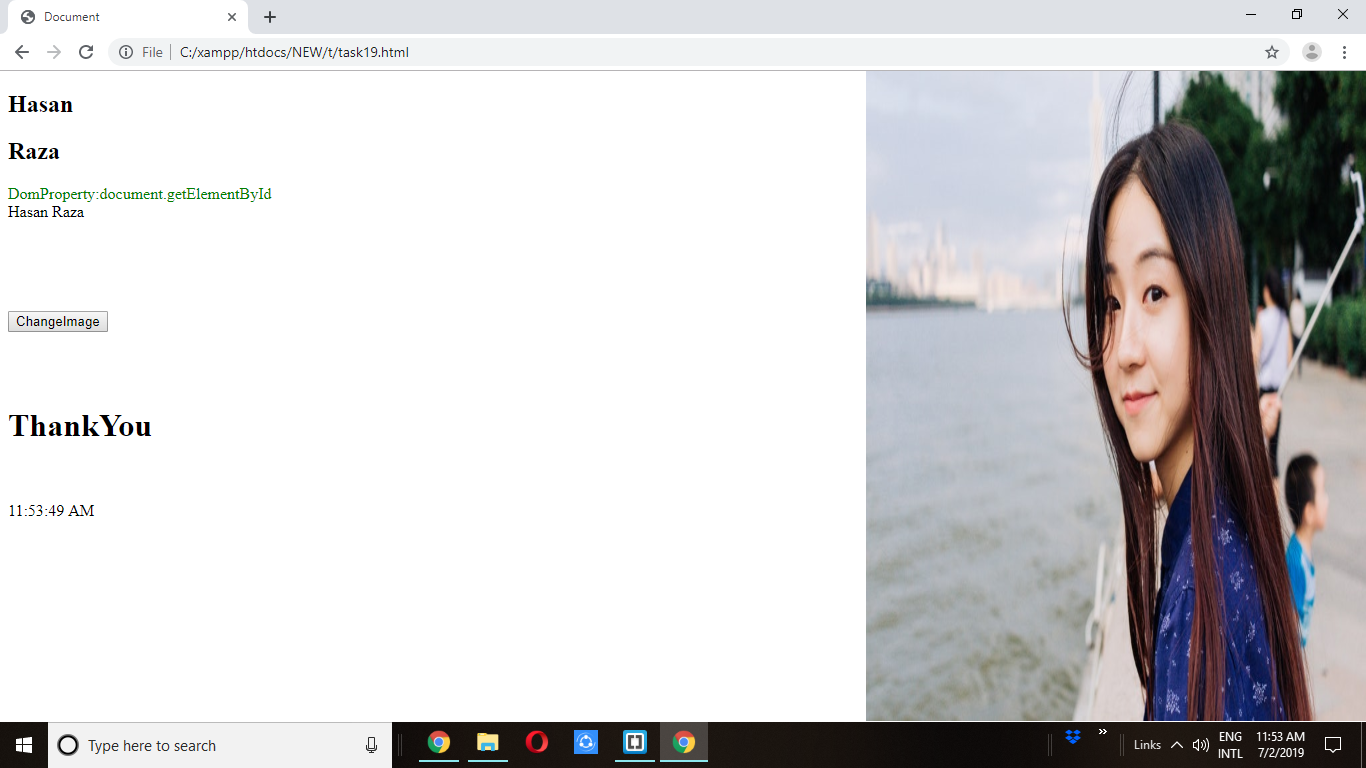 Document
File
C:/xampp/htdocs/NEW/t/task19.html
Hasan
Raza
DomProperty:document.getElementById
Hasan Raza
ChangeImage
ThankYou
11:53:49 AM
Type here to search
Links
ENG
INTL
11:53 AM
7/2/2019